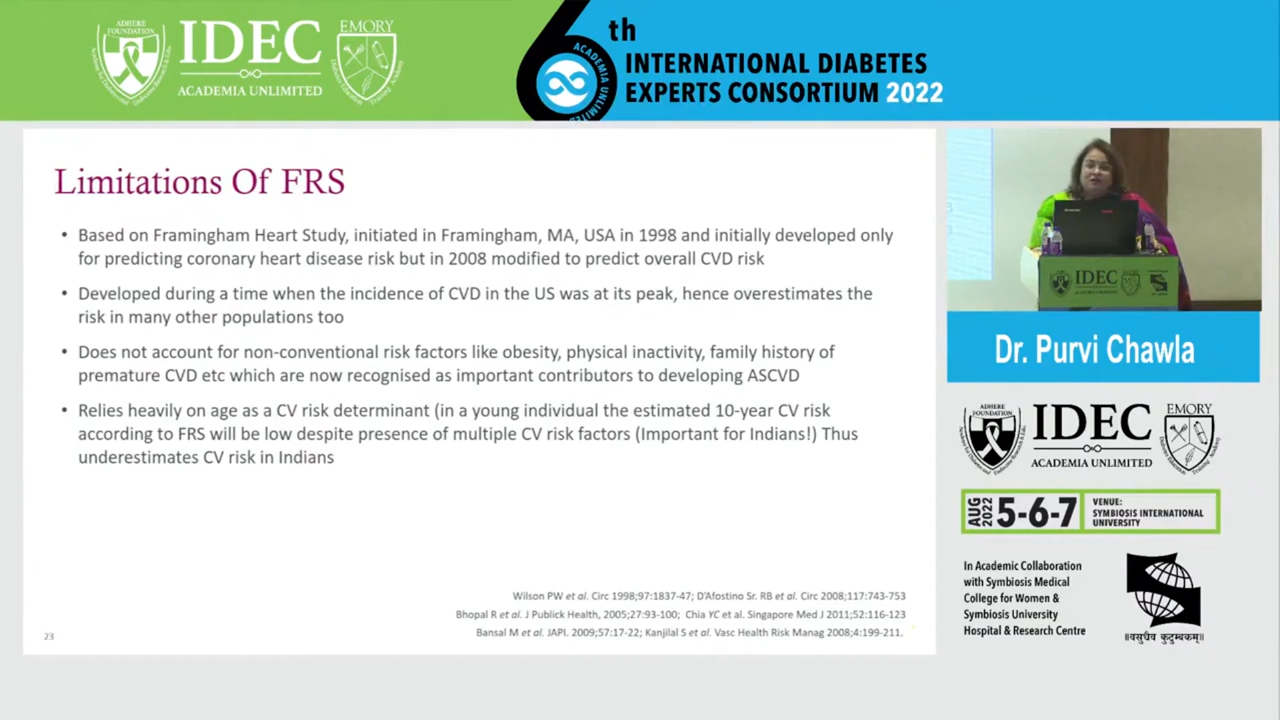 ADHERE
FOUNDATION
IDEC
ACADEMIA UNLIMITED
EMORY
6th
ACADEMIA UNLIMITED
INTERNATIONAL DIABETES
EXPERTS CONSORTIUM 2022
Limitations Of FRS
• Based on Framingham Heart Study, initiated in Framingham, MA, USA in 1998 and initially developed only
for predicting coronary heart disease risk but in 2008 modified to predict overall CVD risk
• Developed during a time when the incidence of CVD in the US was at its peak, hence overestimates the
risk in many other populations too
• Does not account for non-conventional risk factors like obesity, physical inactivity, family history of
premature CVD etc which are now recognised as important contributors to developing ASCVD
• Relies heavily on age as a CV risk determinant (in a young individual the estimated 10-year CV risk
according to FRS will be low despite presence of multiple CV risk factors (Important for Indians!) Thus
underestimates CV risk in Indians
Wilson PW et al. Circ 1998;97:1837-47; D'Afostino Sr. RB et al. Circ 2008;117:743-753
Bhopal R et al. J Publick Health, 2005;27:93-100; Chia YC et al. Singapore Med J 2011;52:116-123
Bansal M et al. JAPI. 2009;57:17-22; Kanjilal S et al. Vasc Health Risk Manag 2008;4:199-211.
23
IDEC
Dr. Purvi Chawla
ADHERE
FOUNDATION
IDEC
ACADEMIA UNLIMITED
EMORY
AUG
2022
5-6-7
VENUE:
SYMBIOSIS INTERNATIONAL
UNIVERSITY
In Academic Collaboration
with Symbiosis Medical
College for Women &
Symbiosis University
Hospital & Research Centre
॥वसुधैव कुटुम्बकम्॥